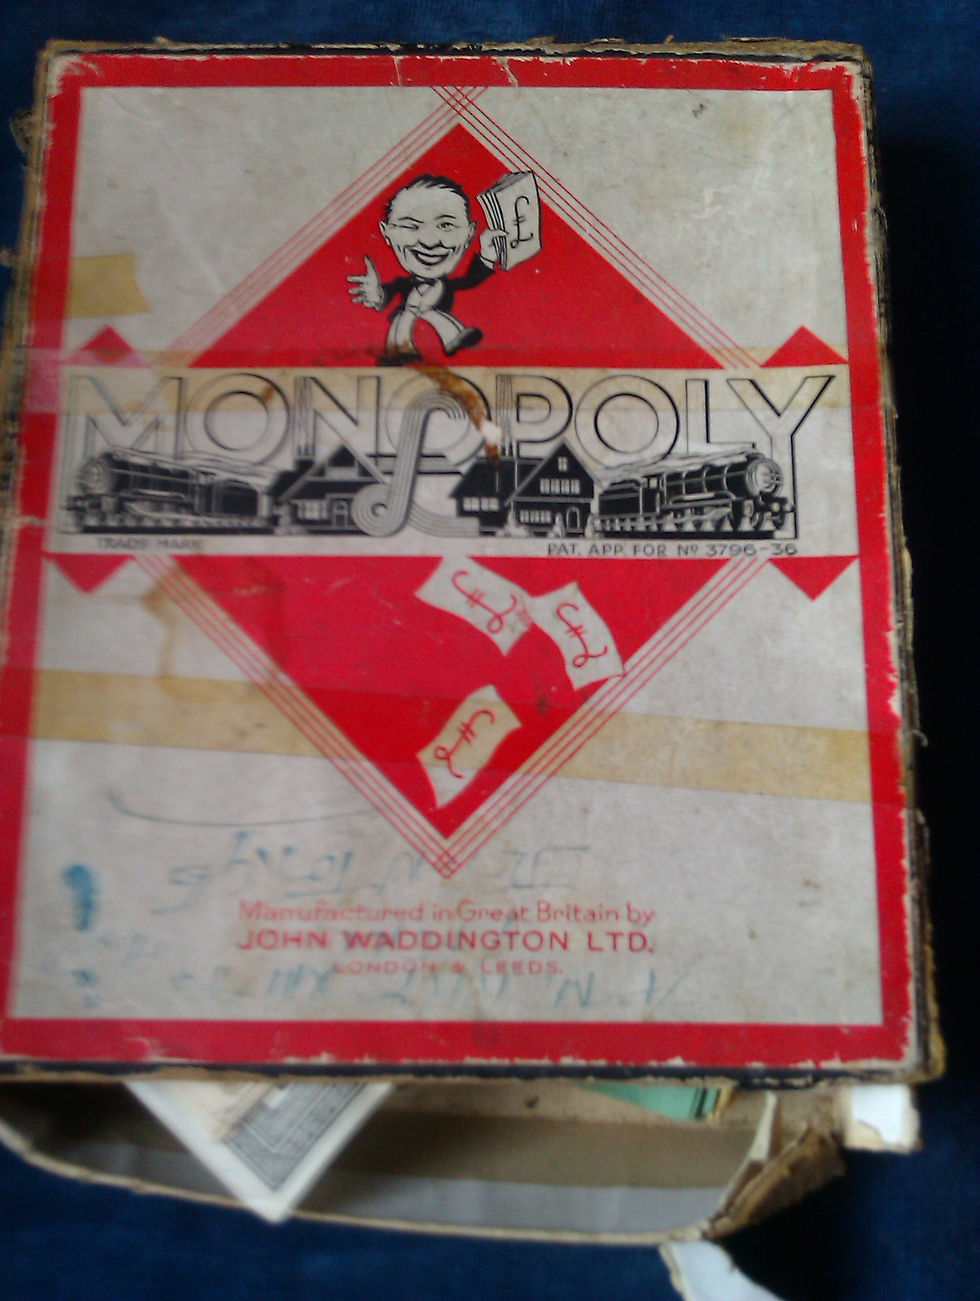 £
MONOPOLY
TRADE MARK
PAT. APP. FOR Nº 3796-36
£
£
£
Manufactured in Great Britain by
JOHN WADDINGTON LTD.
LONDON & LEEDS.